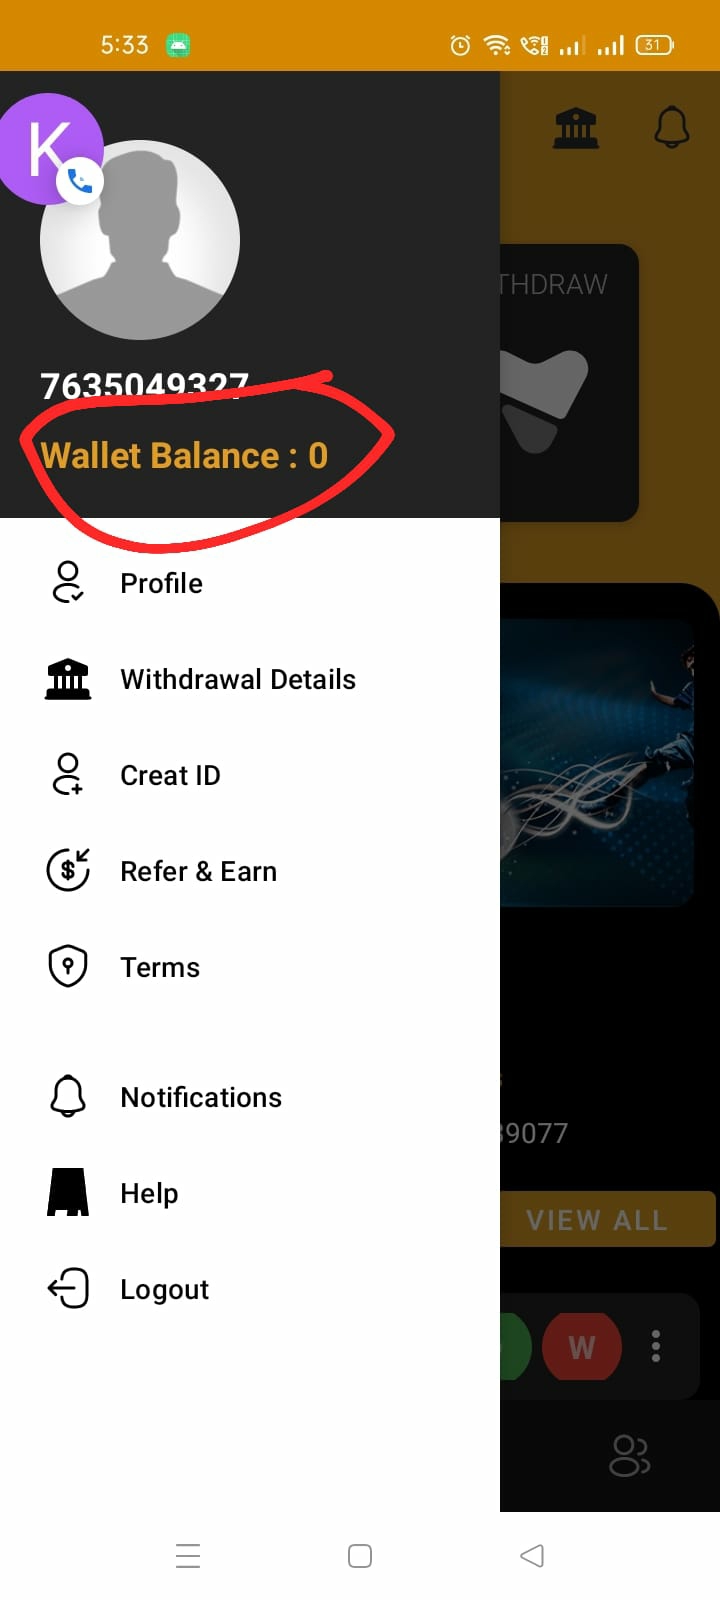 5:33
31
K
THDRAW
7635049327
Wallet Balance : 0
Profile
Withdrawal Details
Creat ID
Refer & Earn
Terms
Notifications
39077
Help
VIEW ALL
Logout
W